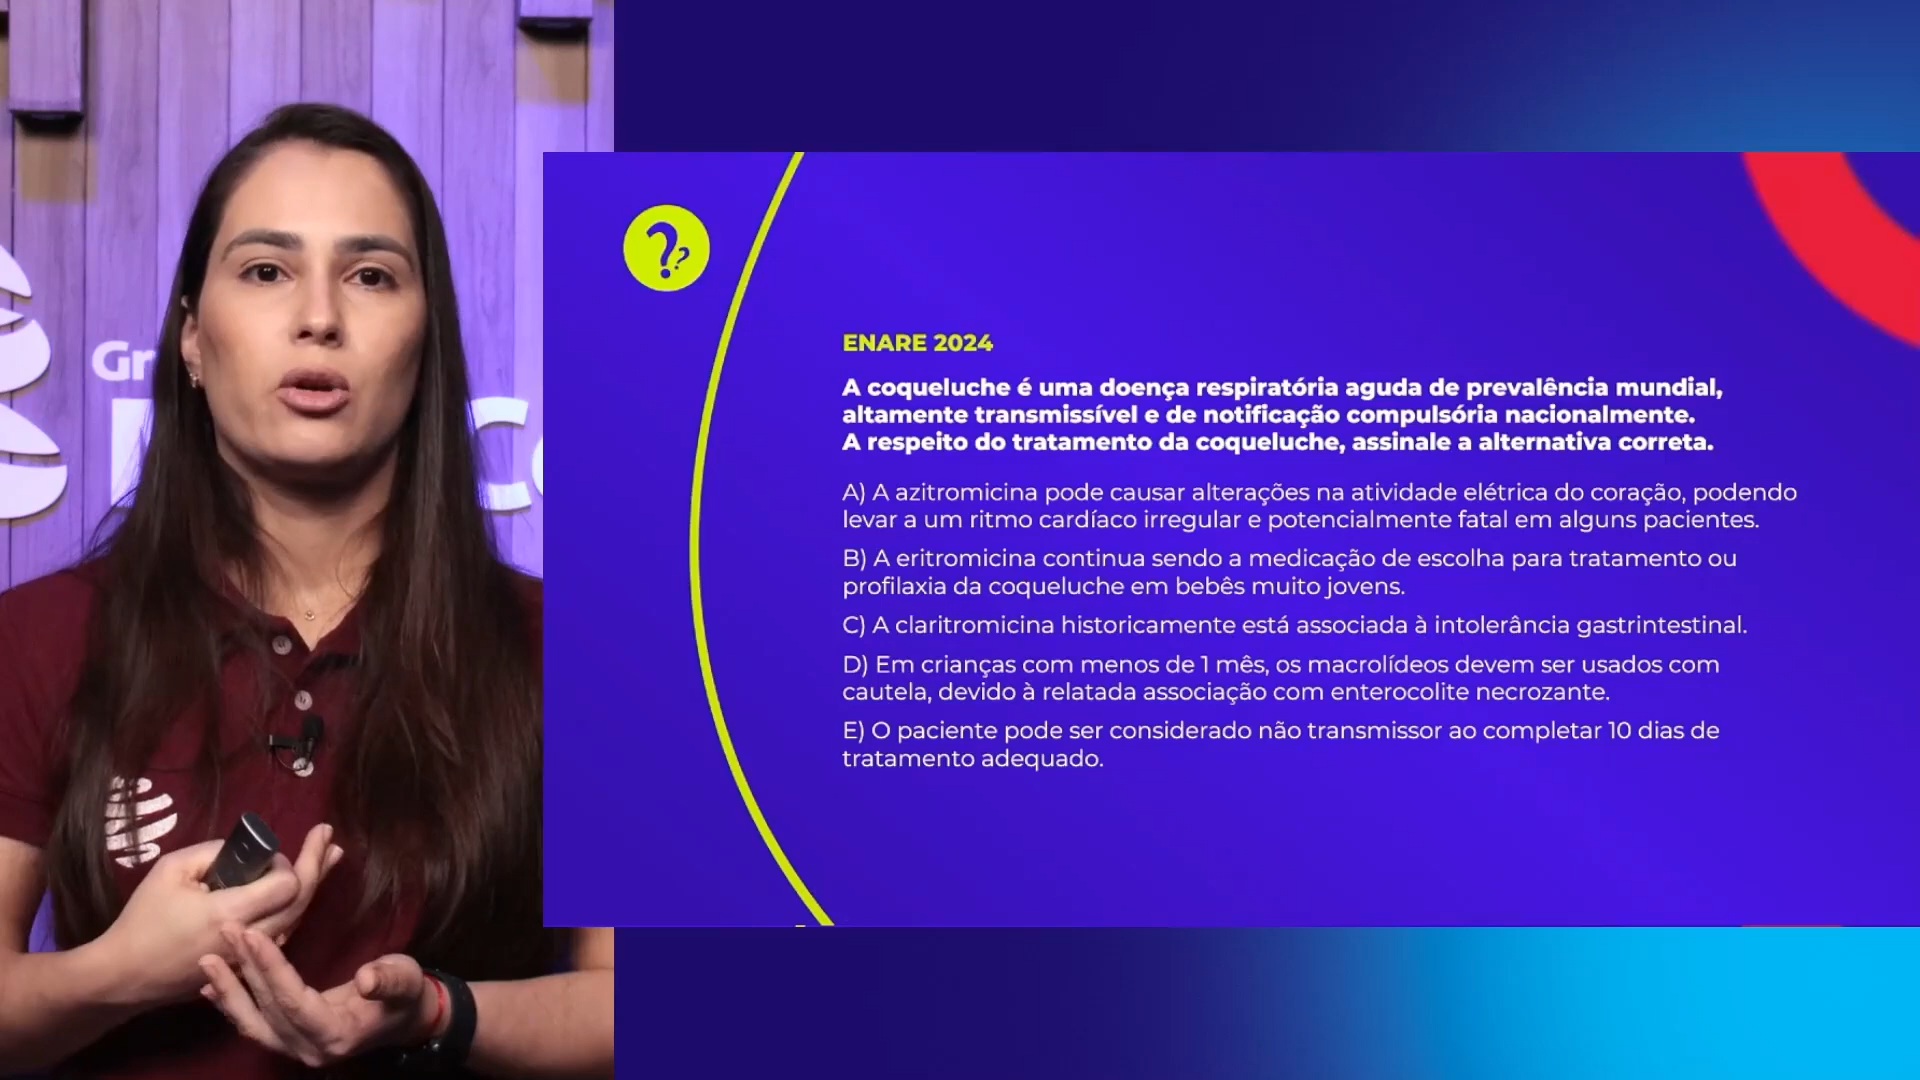 Gr
ENARE 2024
A coqueluche é uma doença respiratória aguda de prevalência mundial,
altamente transmissível e de notificação compulsória nacionalmente.
A respeito do tratamento da coqueluche, assinale a alternativa correta.
A) A azitromicina pode causar alterações na atividade elétrica do coração, podendo
levar a um ritmo cardíaco irregular e potencialmente fatal em alguns pacientes.
B) A eritromicina continua sendo a medicação de escolha para tratamento ou
profilaxia da coqueluche em bebês muito jovens.
C) A claritromicina historicamente está associada à intolerância gastrintestinal.
D) Em crianças com menos de 1 mês, os macrolídeos devem ser usados com
cautela, devido à relatada associação com enterocolite necrozante.
E) O paciente pode ser considerado não transmissor ao completar 10 dias de
tratamento adequado.